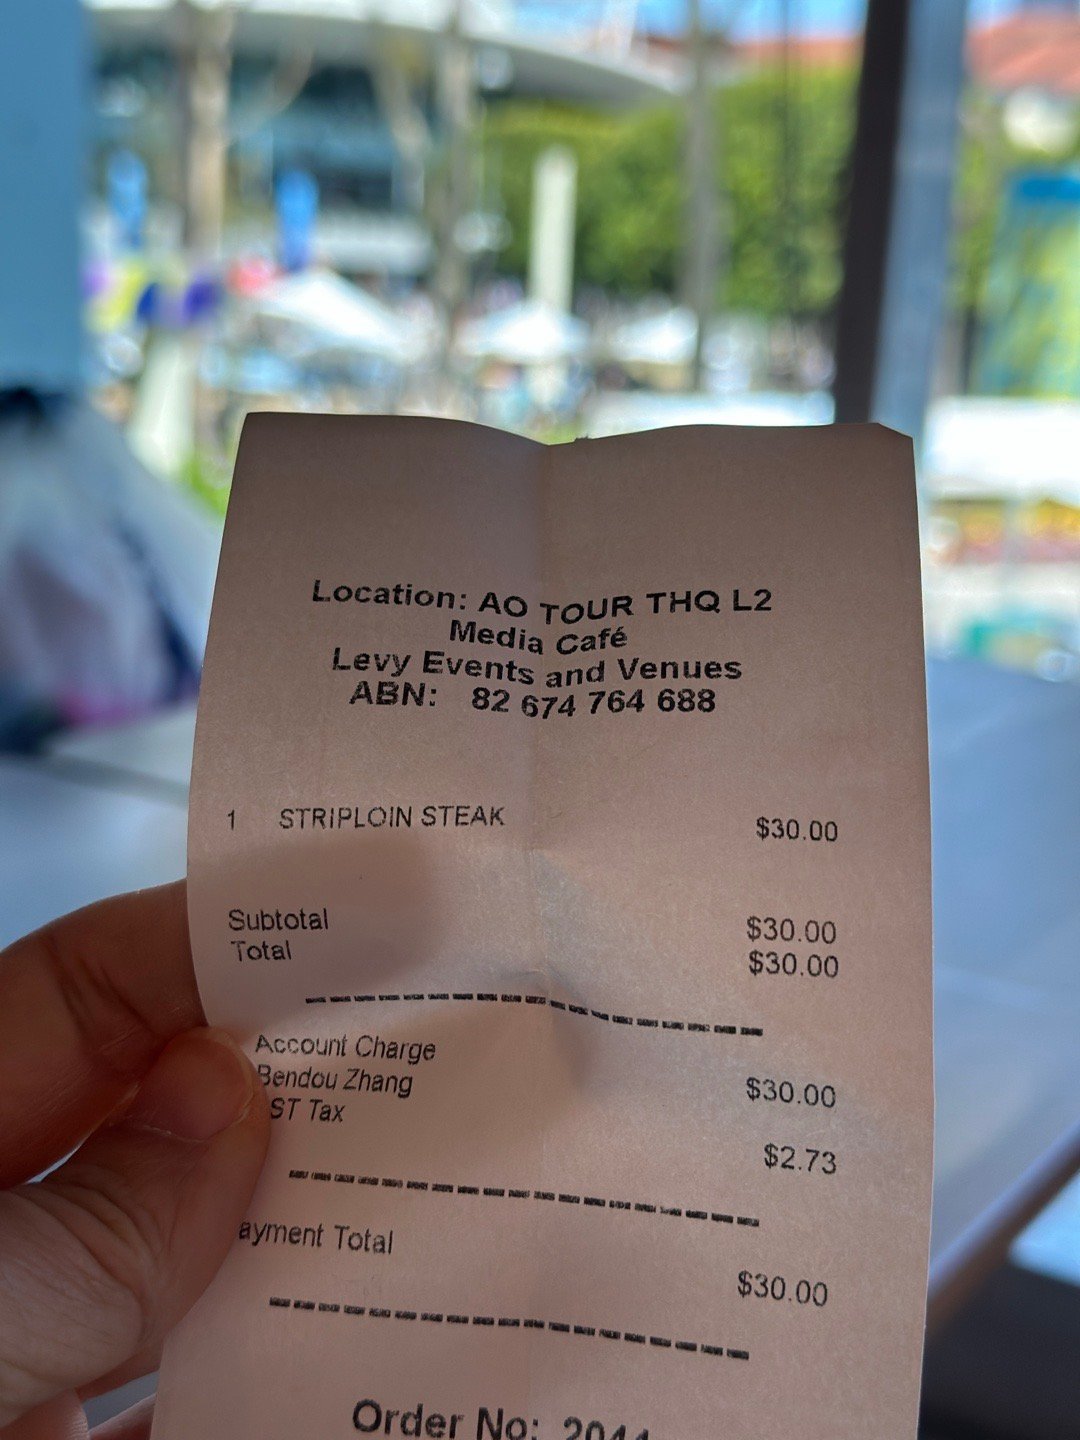 Location: AO TOUR THQ L2
Media Café
Levy Events and Venues
ABN: 82 674 764 688
1 STRIPLOIN STEAK $30.00
Subtotal $30.00
Total $30.00
Account Charge
Bendou Zhang $30.00
ST Tax $2.73
ayment Total $30.00
Order No: